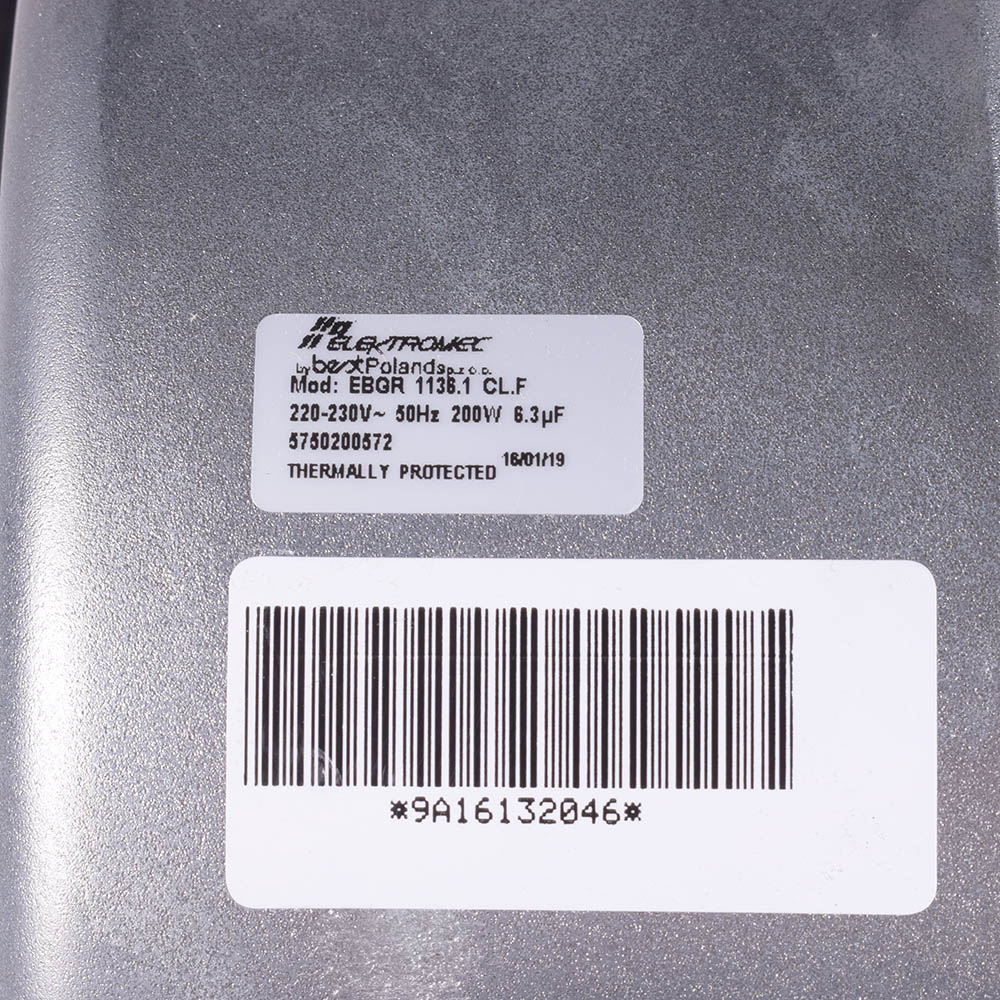 ELEKTROMEC
by best Poland sp.z o.o.
Mod: EBGR 1136.1 CL.F
220-230V~ 50Hz 200W 6.3µF
5750200572
THERMALLY PROTECTED 16/01/19
*9A16132046*